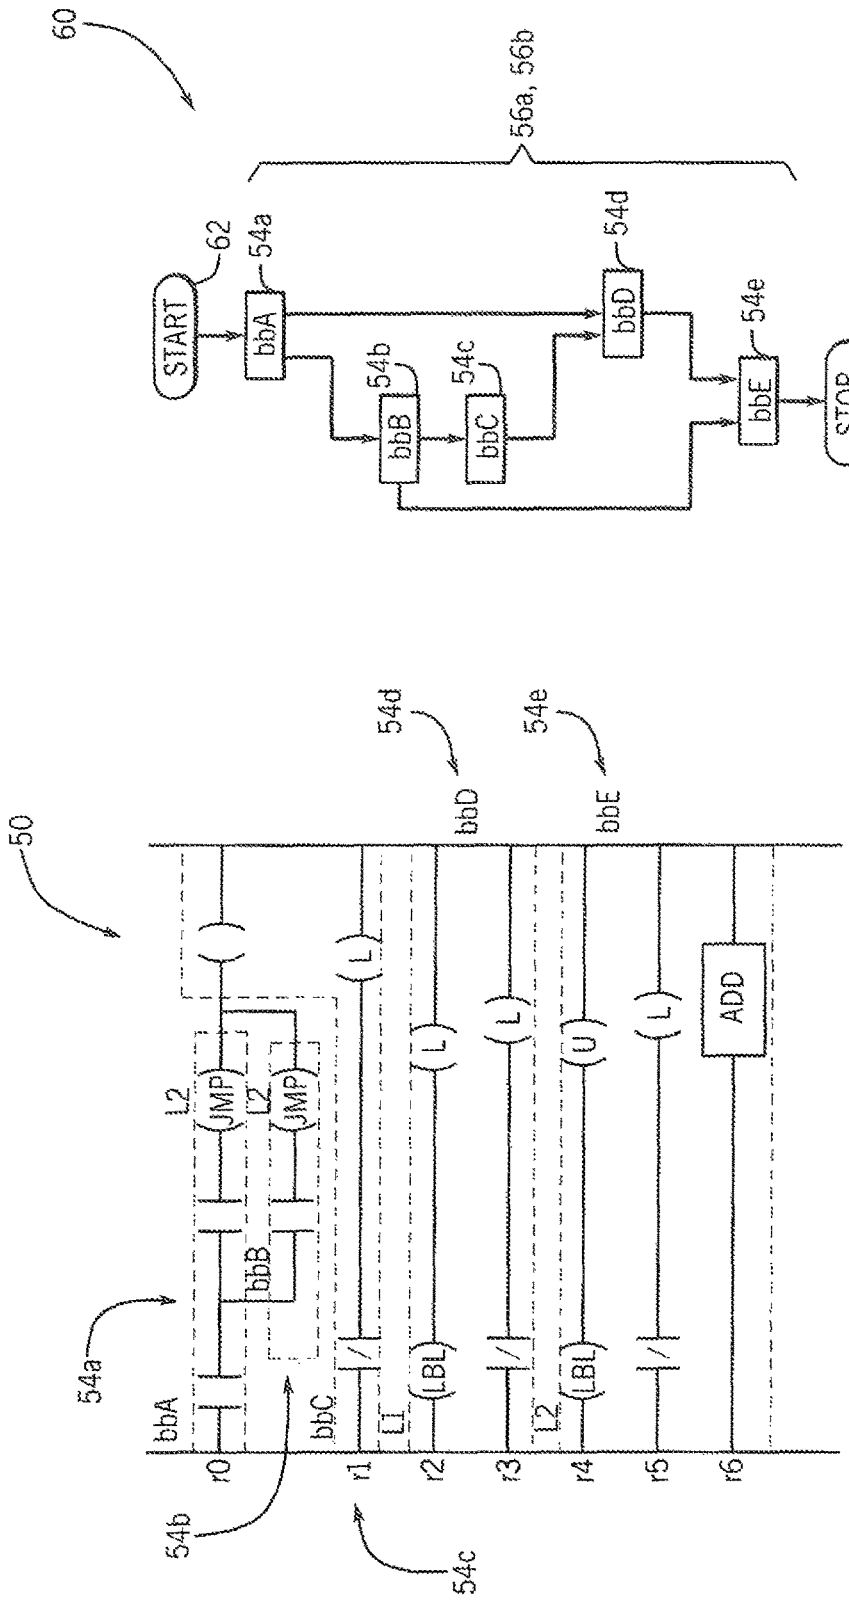 50
54a
bbA
L2
r0
JMP
bbB
L2
JMP
54b
bbC
r1
L
54c
L1
r2
LBL
L
bbD
54d
r3
/
L
L2
r4
LBL
U
bbE
54e
r5
/
L
r6
ADD
60
START
62
bbA
54a
bbB
54b
bbC
54c
bbD
54d
bbE
54e
STOP
56a, 56b